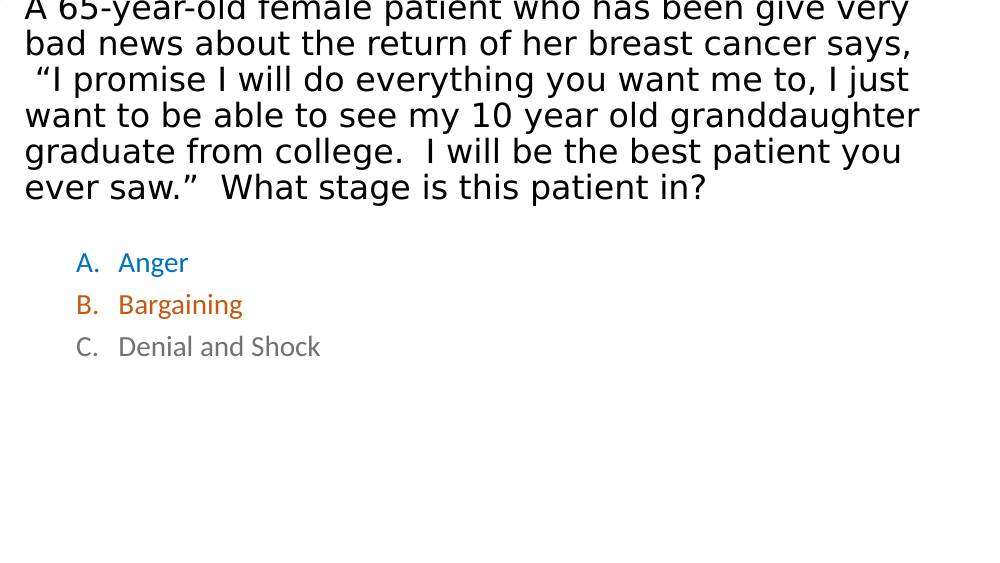 A 65-year-old female patient who has been give very
bad news about the return of her breast cancer says,
“I promise I will do everything you want me to, I just
want to be able to see my 10 year old granddaughter
graduate from college.  I will be the best patient you
ever saw.”  What stage is this patient in?
A. Anger
B. Bargaining
C. Denial and Shock